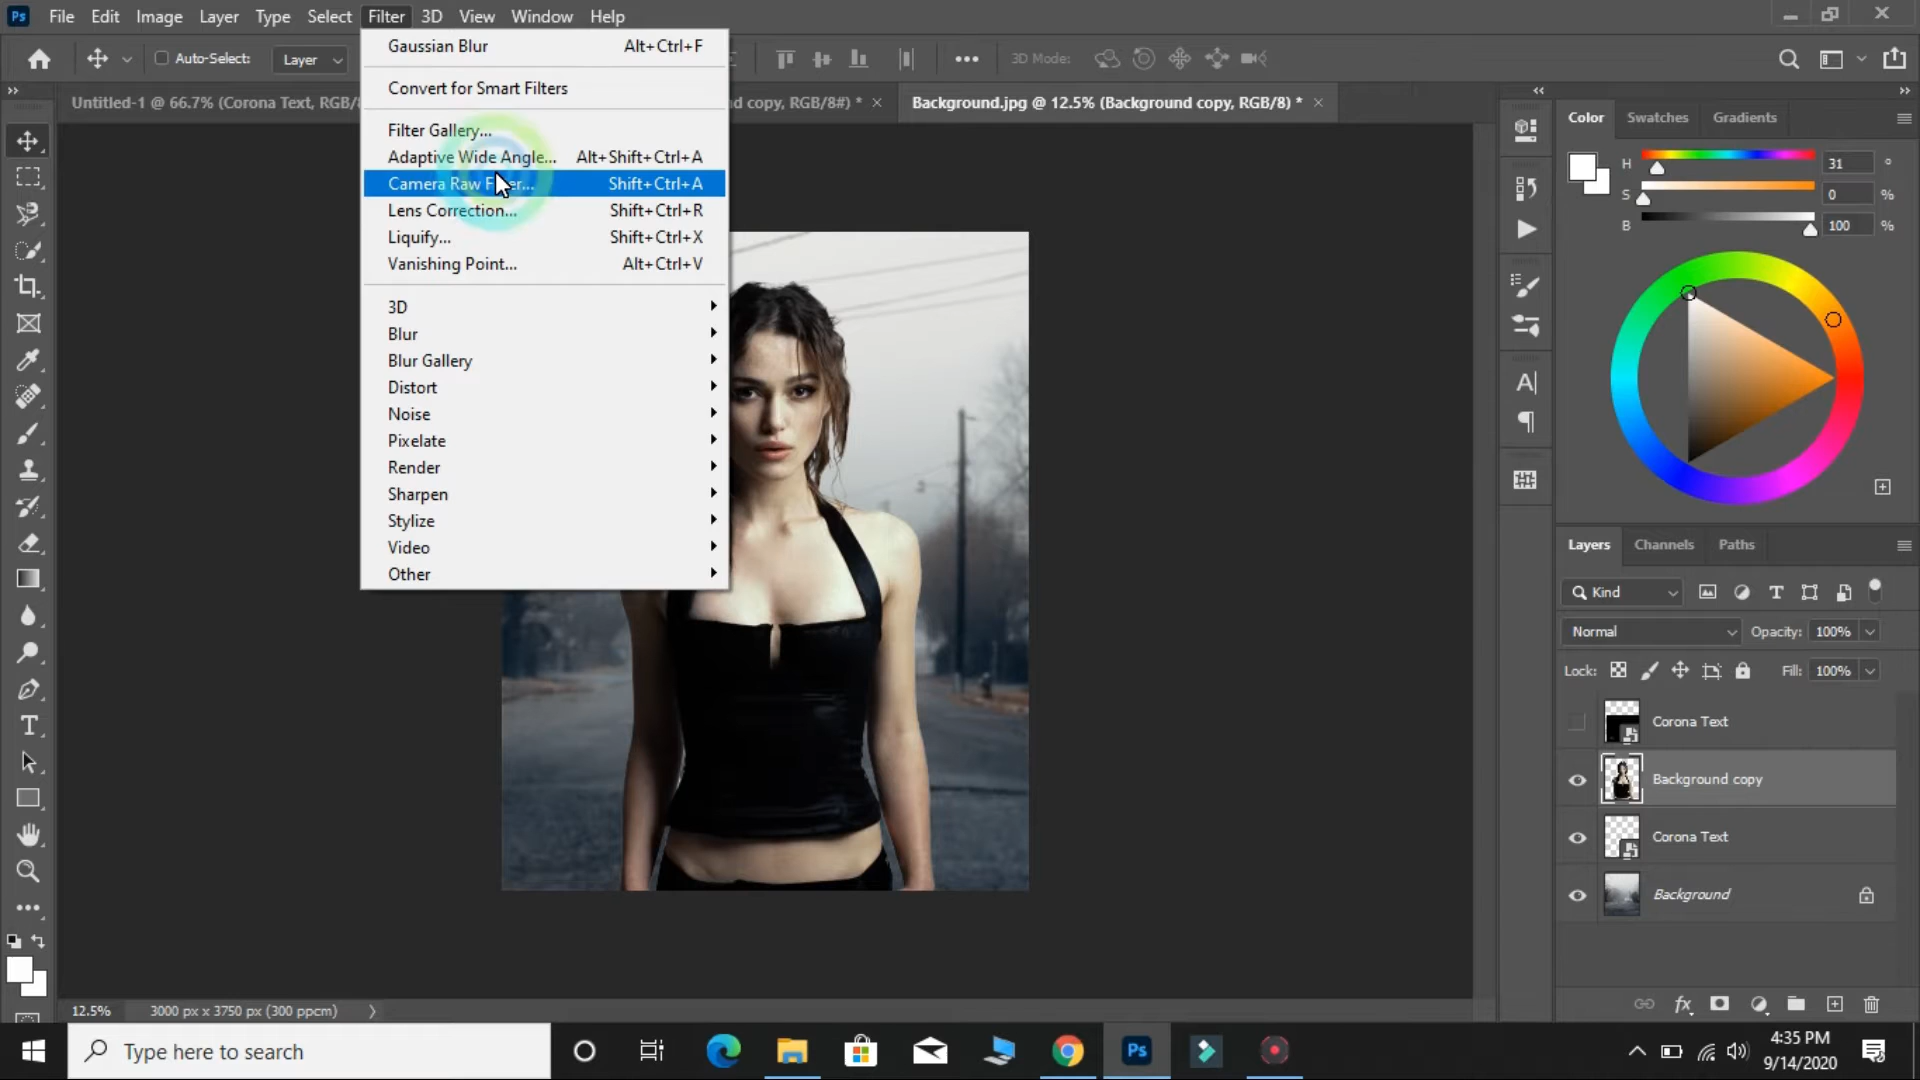 Ps File Edit Image Layer Type Select Filter 3D View Window Help
Auto-Select: Layer 3D Mode:
Untitled-1 @ 66.7% (Corona Text, RGB/8 nd copy, RGB/8#) * × Background.jpg @ 12.5% (Background copy, RGB/8) * ×
Gaussian Blur Alt+Ctrl+F
Convert for Smart Filters
Filter Gallery...
Adaptive Wide Angle... Alt+Shift+Ctrl+A
Camera Raw Filter... Shift+Ctrl+A
Lens Correction... Shift+Ctrl+R
Liquify... Shift+Ctrl+X
Vanishing Point... Alt+Ctrl+V
3D
Blur
Blur Gallery
Distort
Noise
Pixelate
Render
Sharpen
Stylize
Video
Other
Color Swatches Gradients
H 31 °
S 0 %
B 100 %
Layers Channels Paths
Kind
Normal Opacity: 100%
Lock: Fill: 100%
Corona Text
Background copy
Corona Text
Background
fx
12.5% 3000 px x 3750 px (300 ppcm)
Type here to search
Ps
4:35 PM
9/14/2020